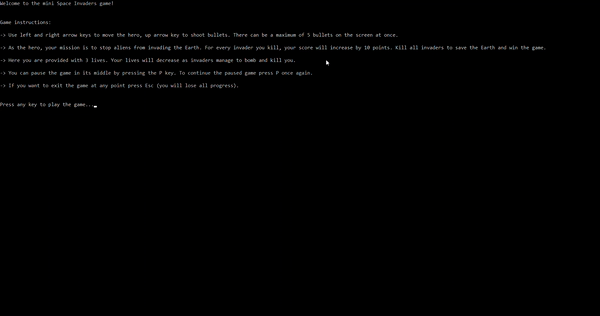 Welcome to the mini Space Invaders game!
Game instructions:
-> Use left and right arrow keys to move the hero, up arrow key to shoot bullets. There can be a maximum of 5 bullets on the screen at once.
-> As the hero, your mission is to stop aliens from invading the Earth. For every invader you kill, your score will increase by 10 points. Kill all invaders to save the Earth and win the game.
-> Here you are provided with 3 lives. Your lives will decrease as invaders manage to bomb and kill you.
-> You can pause the game in its middle by pressing the P key. To continue the paused game press P once again.
-> If you want to exit the game at any point press Esc (you will lose all progress).
Press any key to play the game...